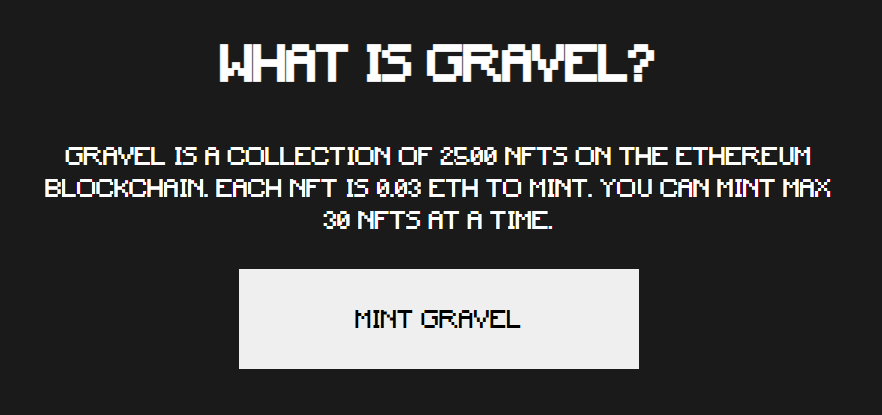 WHAT IS GRAVEL?
GRAVEL IS A COLLECTION OF 2500 NFTS ON THE ETHEREUM
BLOCKCHAIN. EACH NFT IS 0.03 ETH TO MINT. YOU CAN MINT MAX
30 NFTS AT A TIME.
MINT GRAVEL